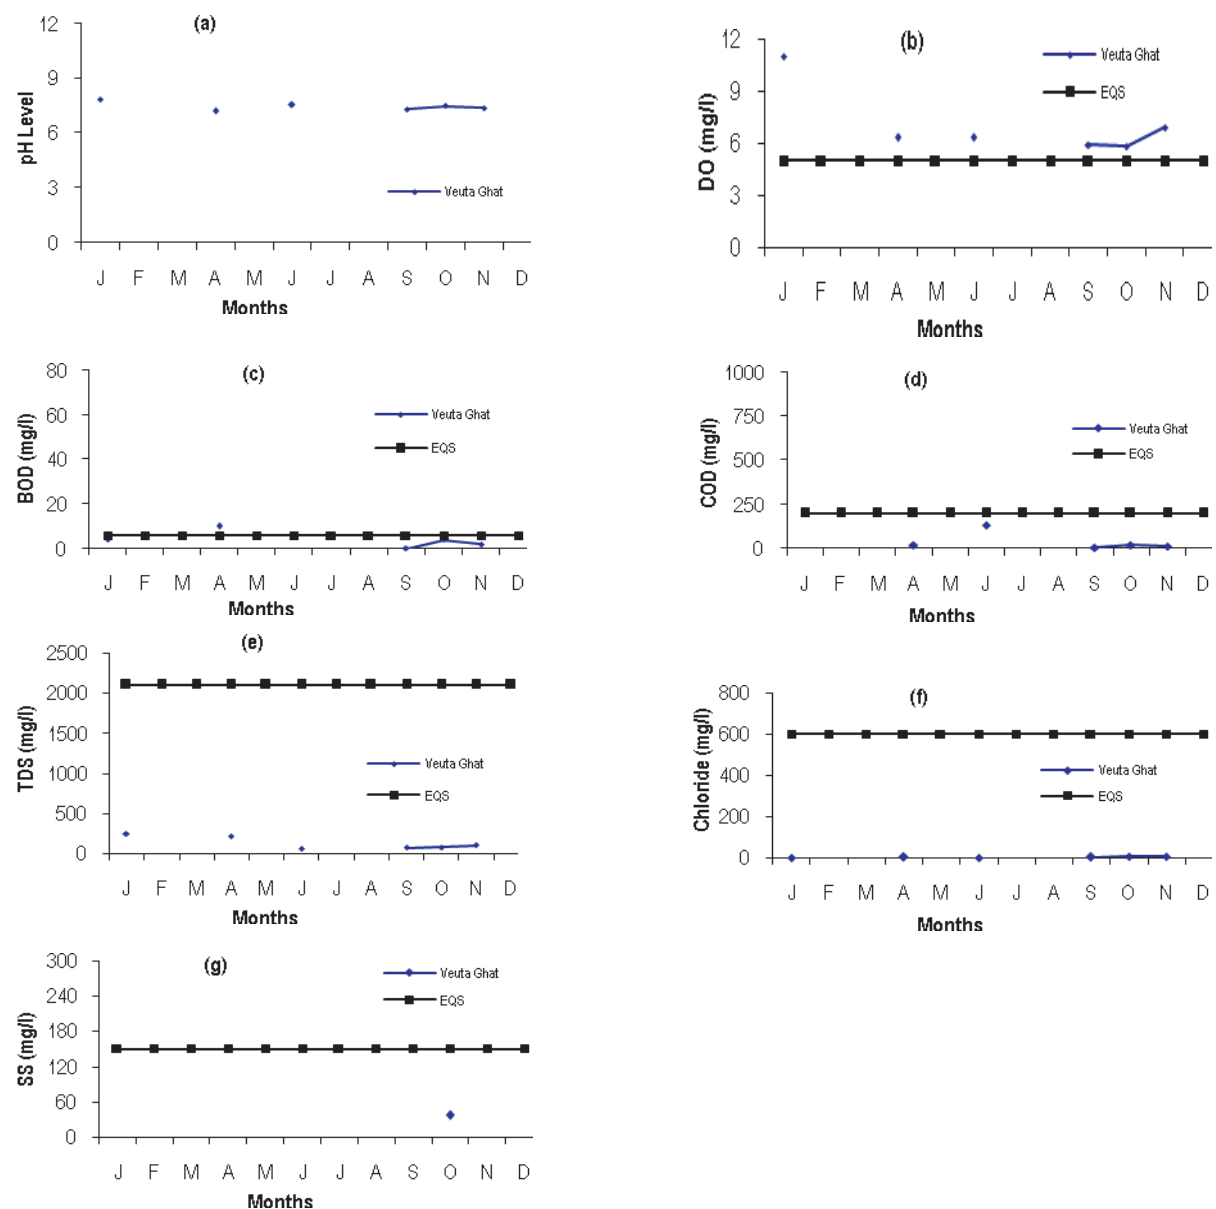 (a)
12
9
6
3
0
pH Level
Veuta Ghat
J F M A M J J A S O N D
Months
(b)
12
9
6
3
0
DO (mg/l)
Veuta Ghat
EQS
J F M A M J J A S O N D
Months
(c)
80
60
40
20
0
BOD (mg/l)
Veuta Ghat
EQS
J F M A M J J A S O N D
Months
(d)
1000
750
500
250
0
COD (mg/l)
Veuta Ghat
EQS
J F M A M J J A S O N D
Months
(e)
2500
2000
1500
1000
500
0
TDS (mg/l)
Veuta Ghat
EQS
J F M A M J J A S O N D
Months
(f)
800
600
400
200
0
Chloride (mg/l)
Veuta Ghat
EQS
J F M A M J J A S O N D
Months
(g)
300
240
180
120
60
0
SS (mg/l)
Veuta Ghat
EQS
J F M A M J J A S O N D
Months